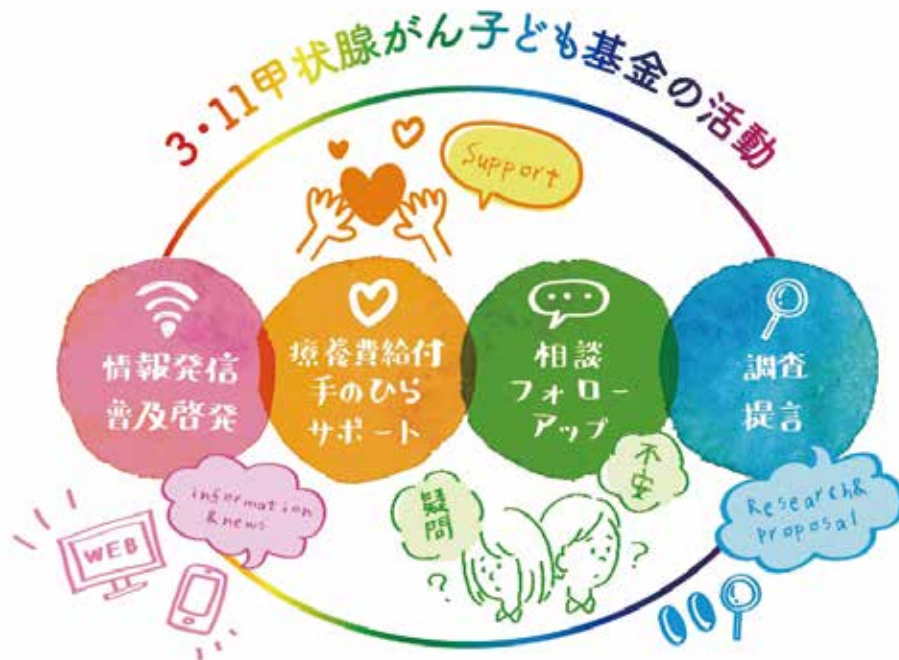 3・11甲状腺がん子ども基金の活動
Support
情報発信
普及啓発
療養費給付
手のひら
サポート
相談
フォロー
アップ
調査
提言
information
&news
WEB
疑問
不安
?
?
Research&
proposal